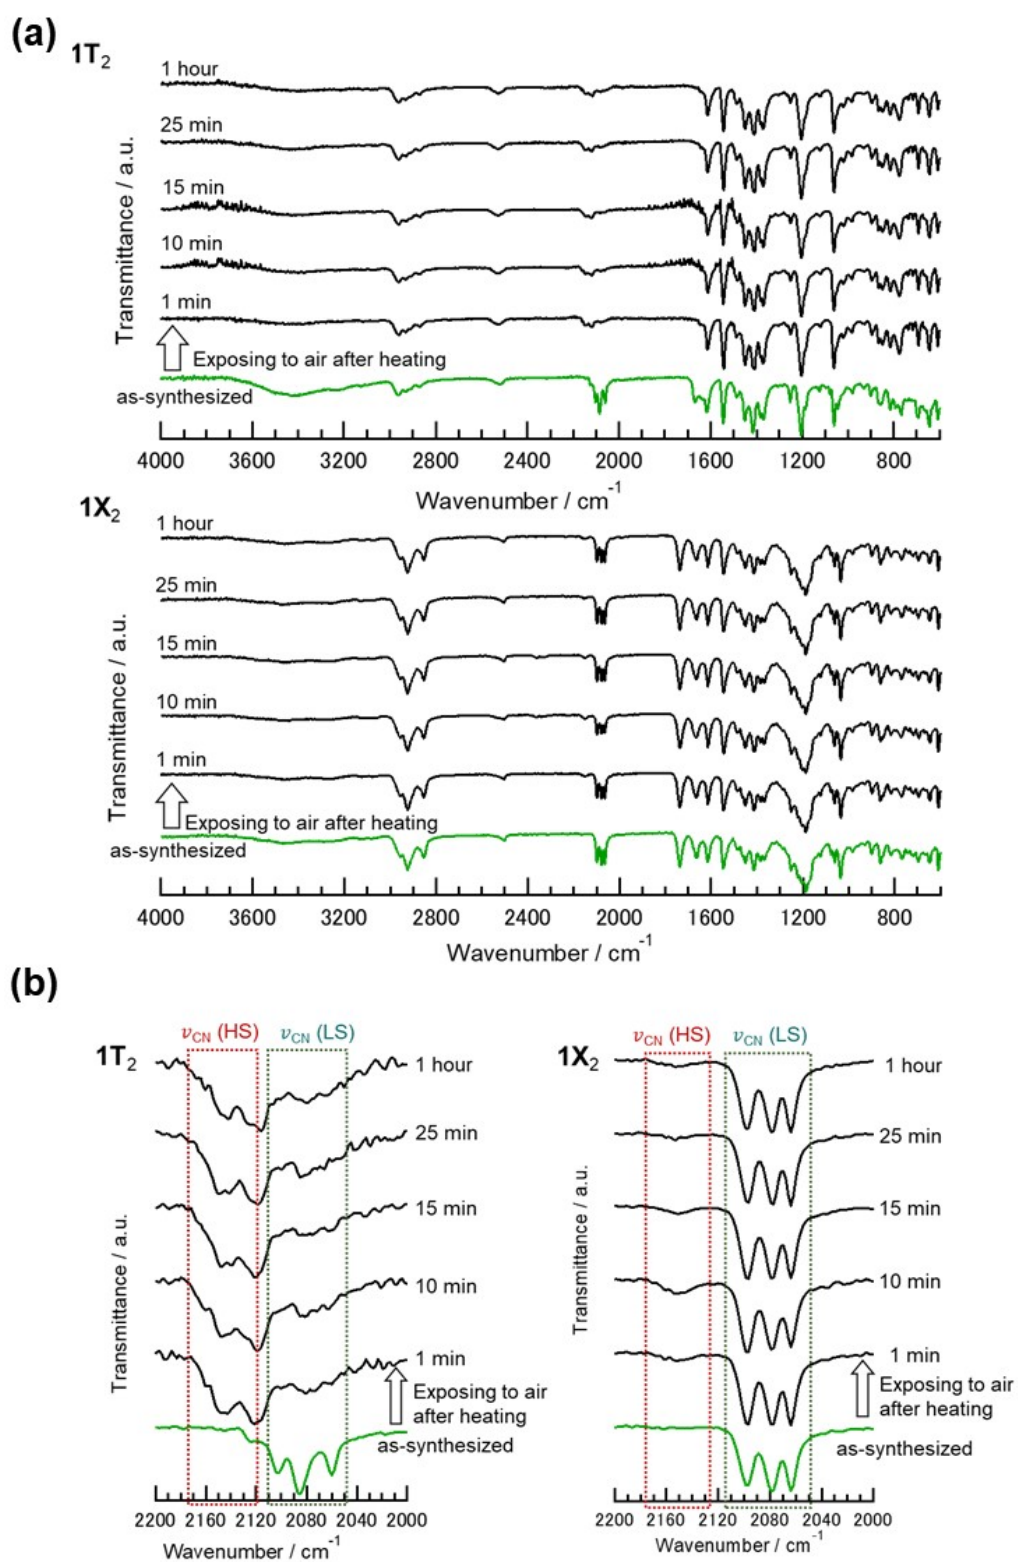 (a)
1T2
1 hour
25 min
15 min
10 min
1 min
Exposing to air after heating
as-synthesized
Transmittance / a.u.
4000 3600 3200 2800 2400 2000 1600 1200 800
Wavenumber / cm-1
1X2
1 hour
25 min
15 min
10 min
1 min
Exposing to air after heating
as-synthesized
Transmittance / a.u.
4000 3600 3200 2800 2400 2000 1600 1200 800
Wavenumber / cm-1
(b)
1T2
νCN (HS) νCN (LS)
1 hour
25 min
15 min
10 min
1 min
Exposing to air
after heating
as-synthesized
Transmittance / a.u.
2200 2160 2120 2080 2040 2000
Wavenumber / cm-1
1X2
νCN (HS) νCN (LS)
1 hour
25 min
15 min
10 min
1 min
Exposing to air
after heating
as-synthesized
Transmittance / a.u.
2200 2160 2120 2080 2040 2000
Wavenumber / cm-1